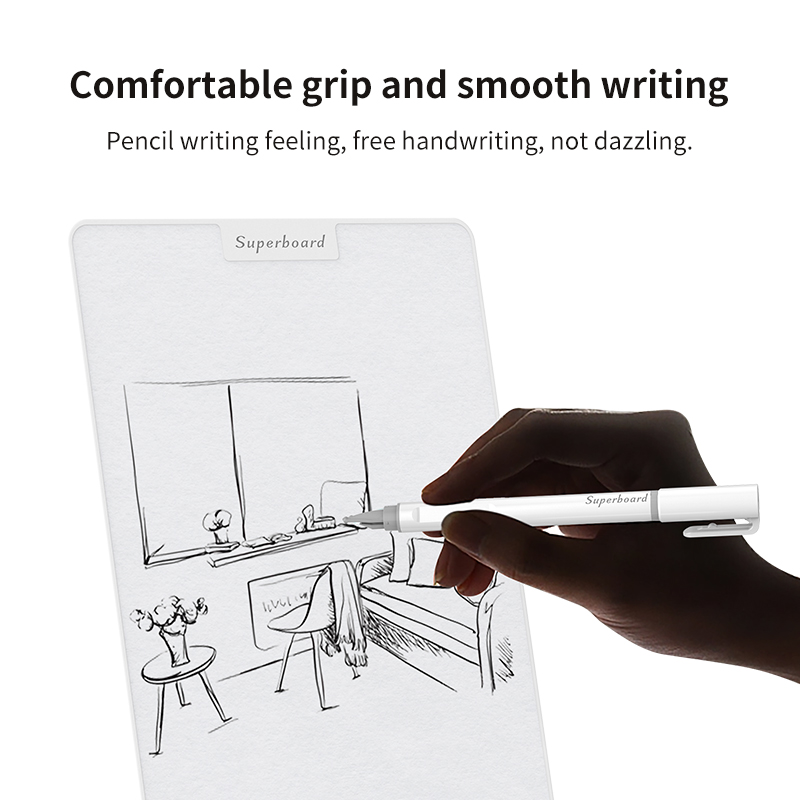 Comfortable grip and smooth writing
Pencil writing feeling, free handwriting, not dazzling.
Superboard
Superboard